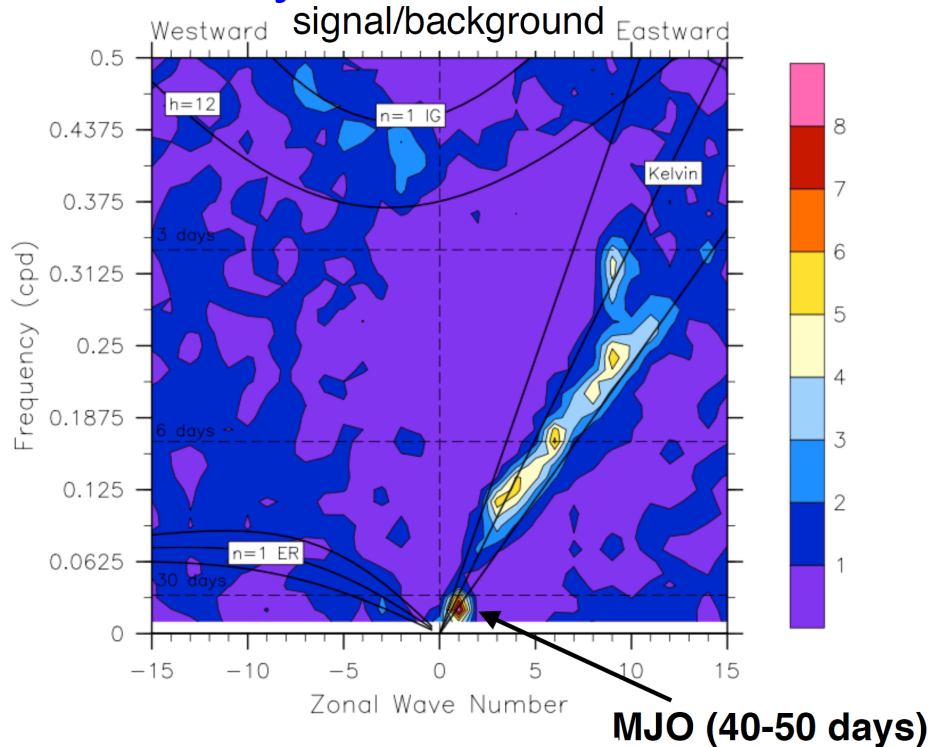 signal/background
Westward Eastward
0.5
h=12
n=1 IG
0.4375
Kelvin
0.375
3 days
0.3125
0.25
0.1875
6 days
0.125
n=1 ER
0.0625
30 days
0
-15 -10 -5 0 5 10 15
Zonal Wave Number
Frequency (cpd)
8
7
6
5
4
3
2
1
MJO (40-50 days)